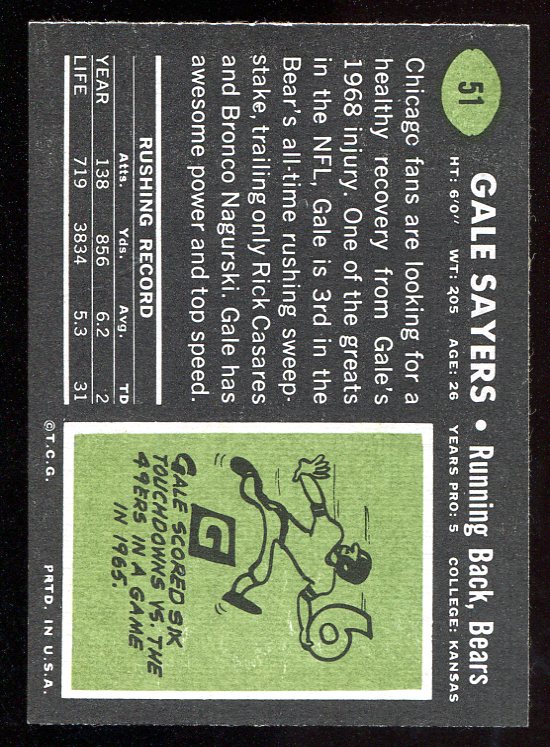 51
GALE SAYERS • Running Back, Bears
HT: 6'0" WT: 205 AGE: 26 YEARS PRO: 5 COLLEGE: KANSAS
Chicago fans are looking for a
healthy recovery from Gale's
1968 injury. One of the greats
in the NFL, Gale is 3rd in the
Bear's all-time rushing sweep-
stake, trailing only Rick Casares
and Bronco Nagurski. Gale has
awesome power and top speed.
RUSHING RECORD
Atts. Yds. Avg. TD
YEAR 138 856 6.2 2
LIFE 719 3834 5.3 31
6
G
GALE SCORED SIX
TOUCHDOWNS VS. THE
49ERS IN A GAME
IN 1965.
©T.C.G. PRTD. IN U.S.A.